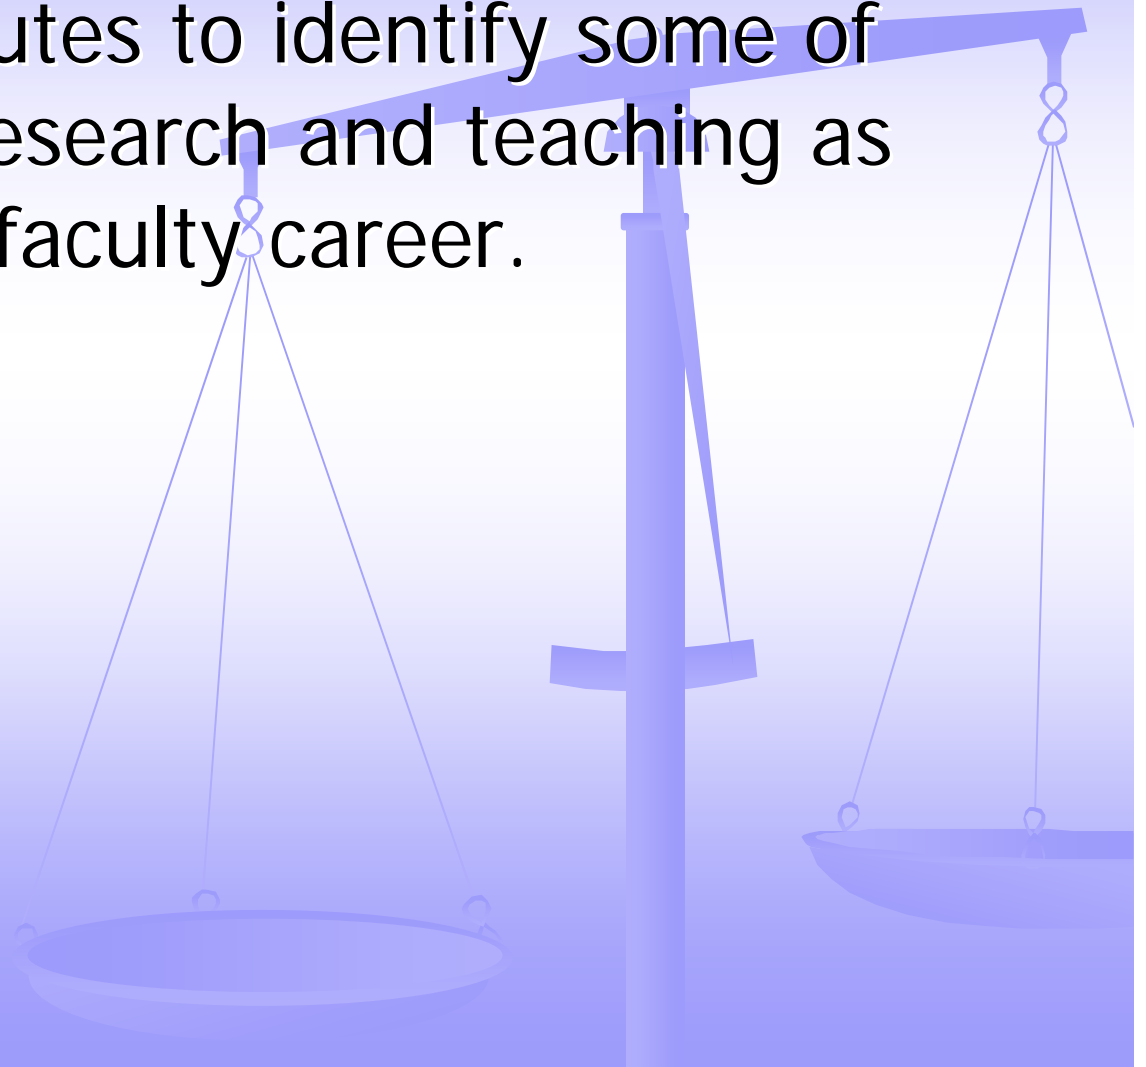 utes to identify some of
esearch and teaching as
faculty career.